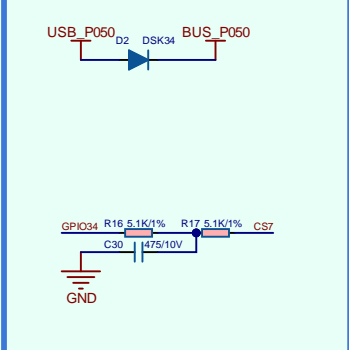 USB_P050 D2 DSK34 BUS_P050
GPIO34 R16 5.1K/1% R17 5.1K/1% CS7
C30 475/10V
GND